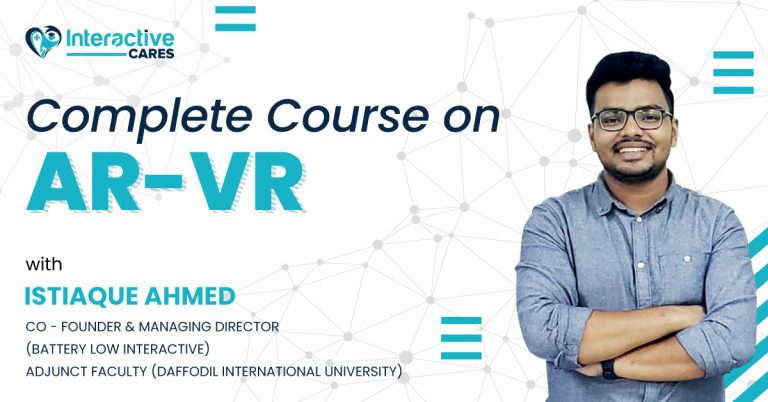 Interactive
CARES
Complete Course on
AR-VR
with
ISTIAQUE AHMED
CO - FOUNDER & MANAGING DIRECTOR
(BATTERY LOW INTERACTIVE)
ADJUNCT FACULTY (DAFFODIL INTERNATIONAL UNIVERSITY)